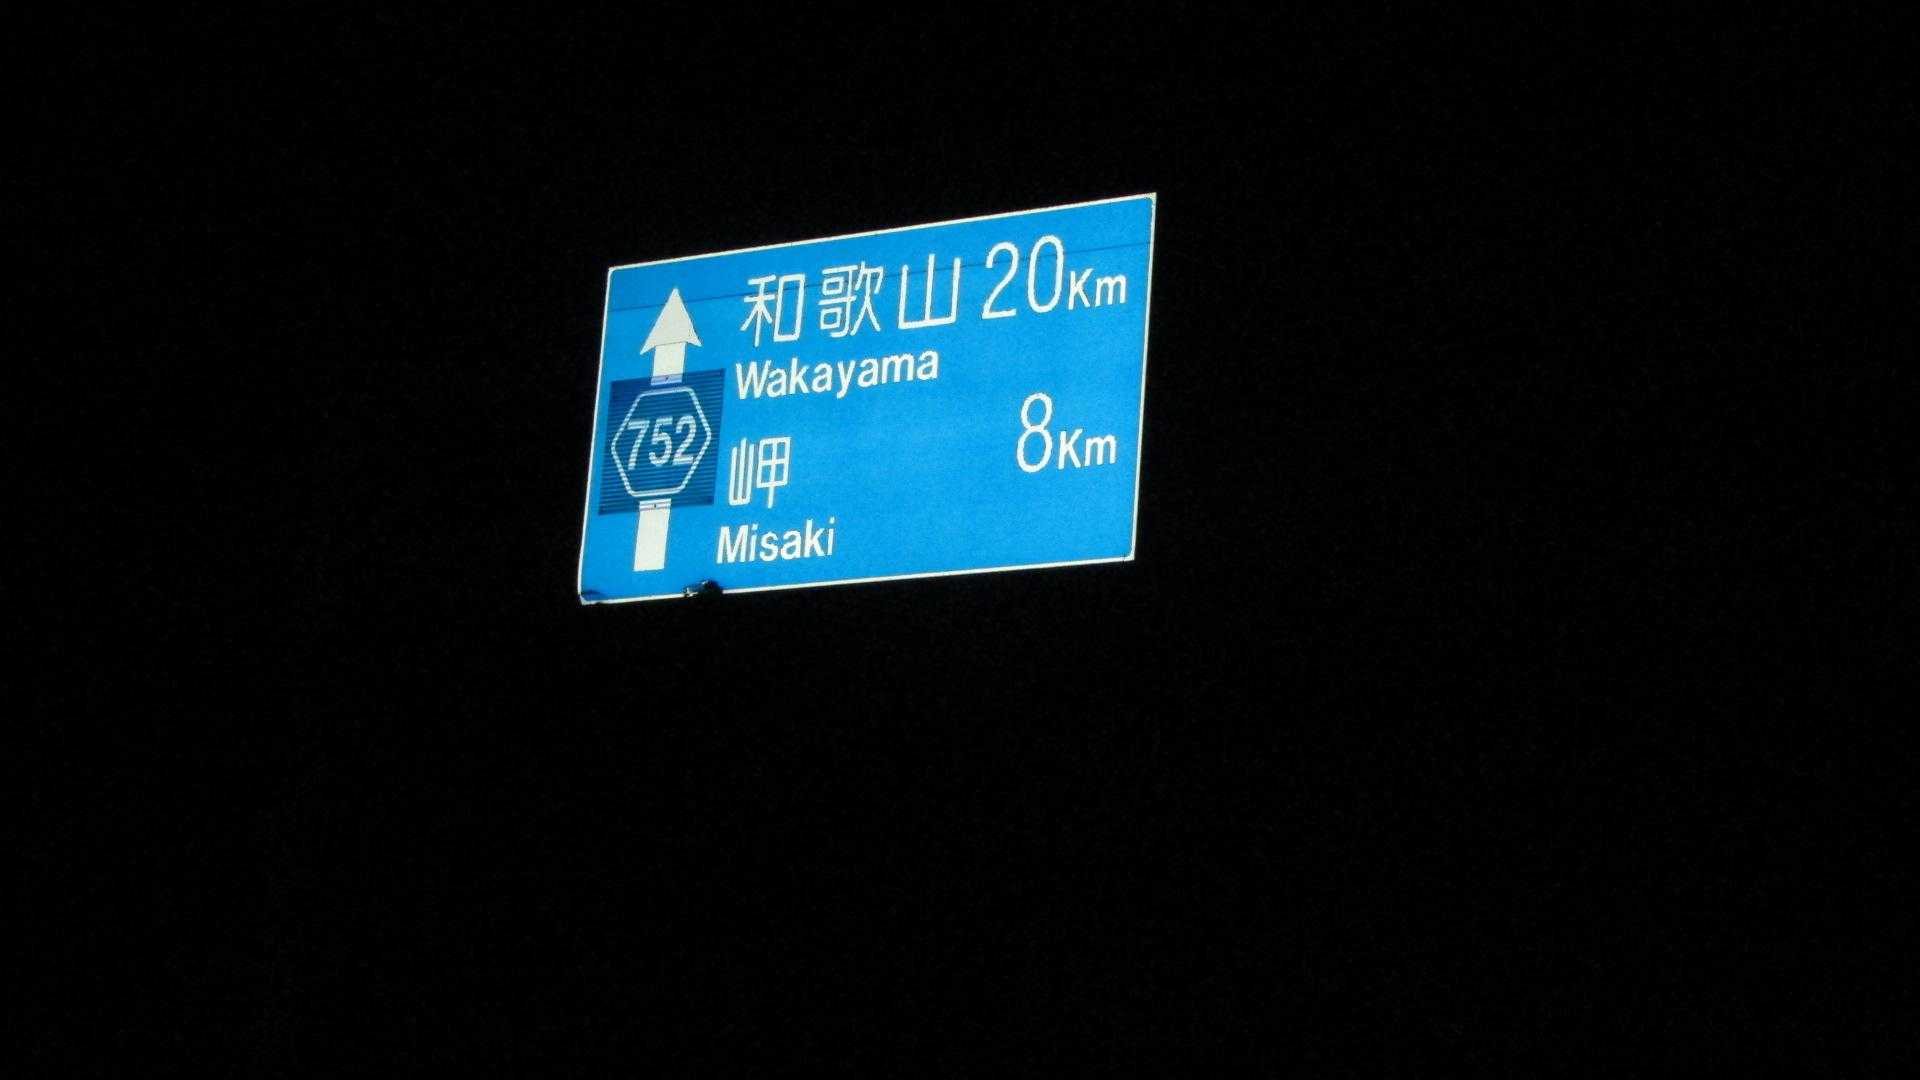 和歌山 20Km
Wakayama
752
岬 8Km
Misaki